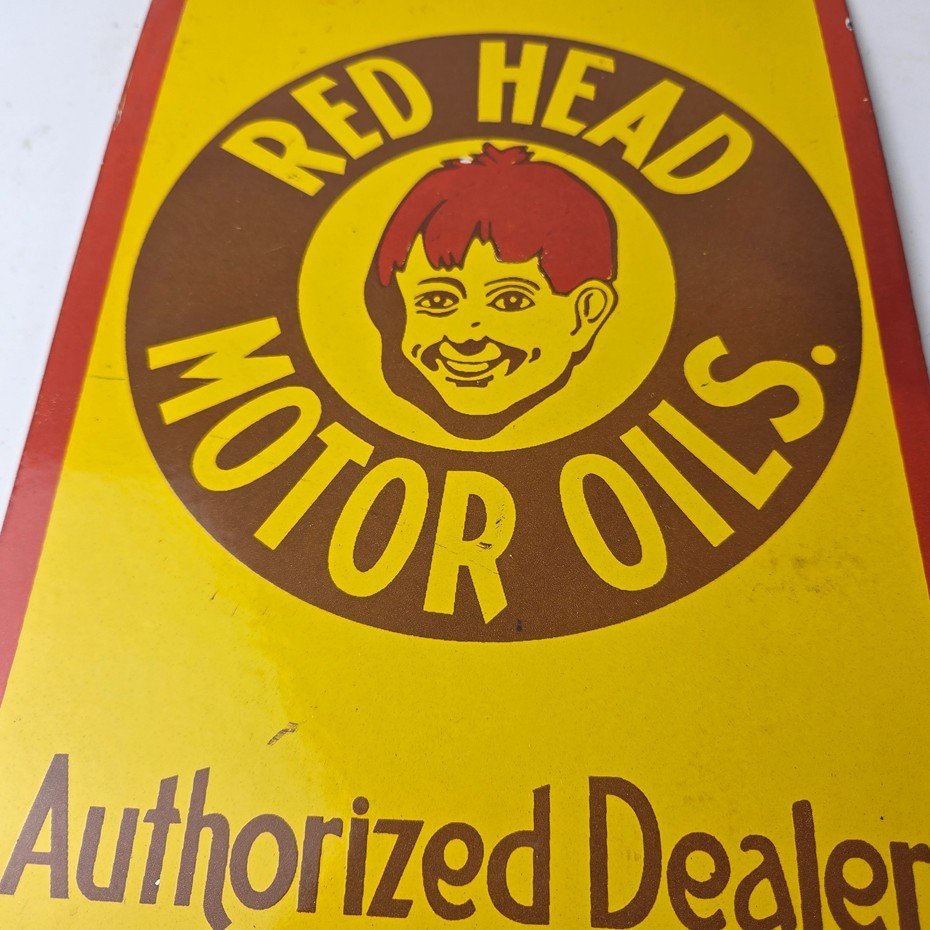 RED HEAD
MOTOR OILS.
Authorized Dealer